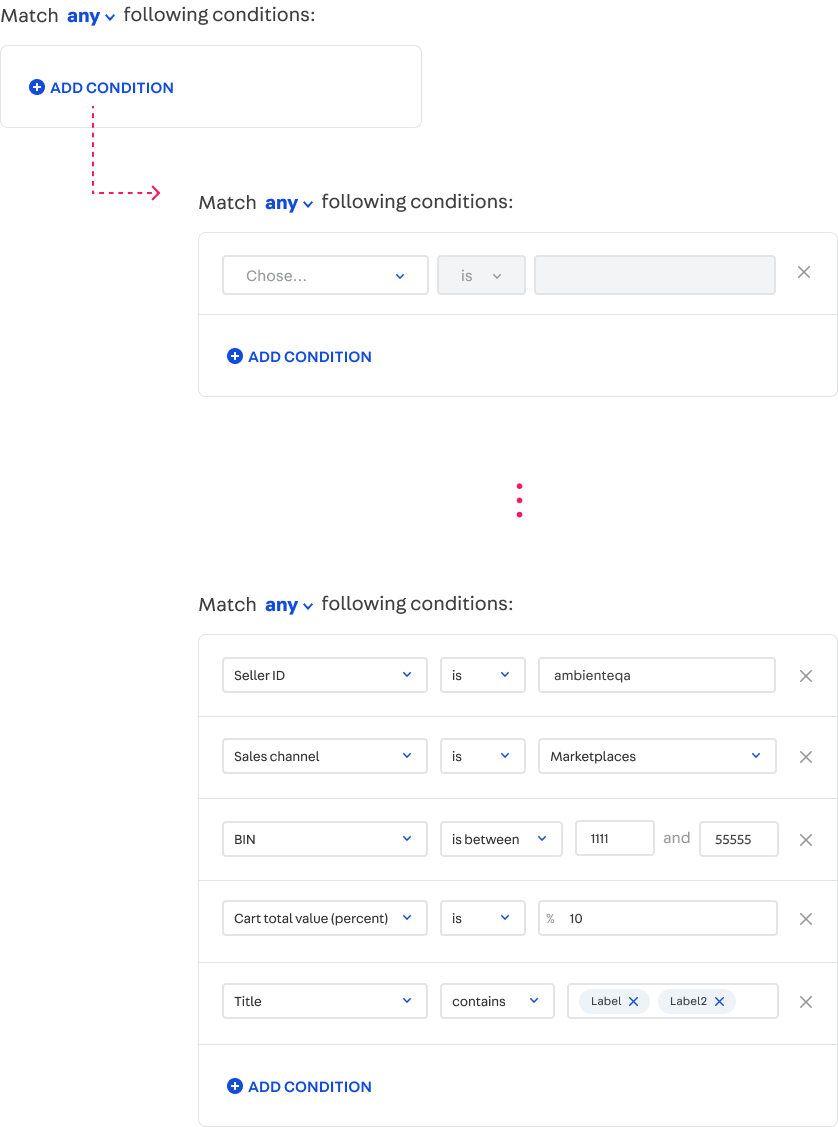 Match any following conditions:
ADD CONDITION
Match any following conditions:
Chose... is
ADD CONDITION
Match any following conditions:
Seller ID is ambienteqa
Sales channel is Marketplaces
BIN is between 1111 and 55555
Cart total value (percent) is % 10
Title contains Label Label2
ADD CONDITION